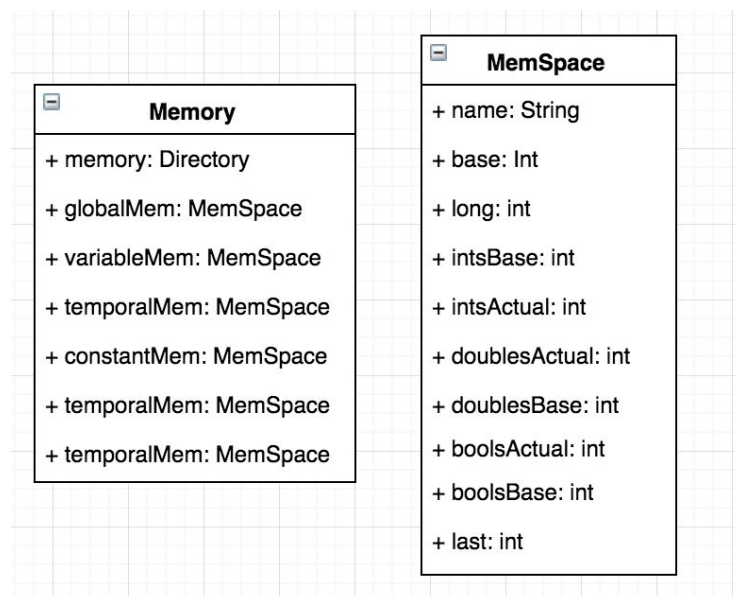 Memory
+ memory: Directory
+ globalMem: MemSpace
+ variableMem: MemSpace
+ temporalMem: MemSpace
+ constantMem: MemSpace
+ temporalMem: MemSpace
+ temporalMem: MemSpace
MemSpace
+ name: String
+ base: Int
+ long: int
+ intsBase: int
+ intsActual: int
+ doublesActual: int
+ doublesBase: int
+ boolsActual: int
+ boolsBase: int
+ last: int